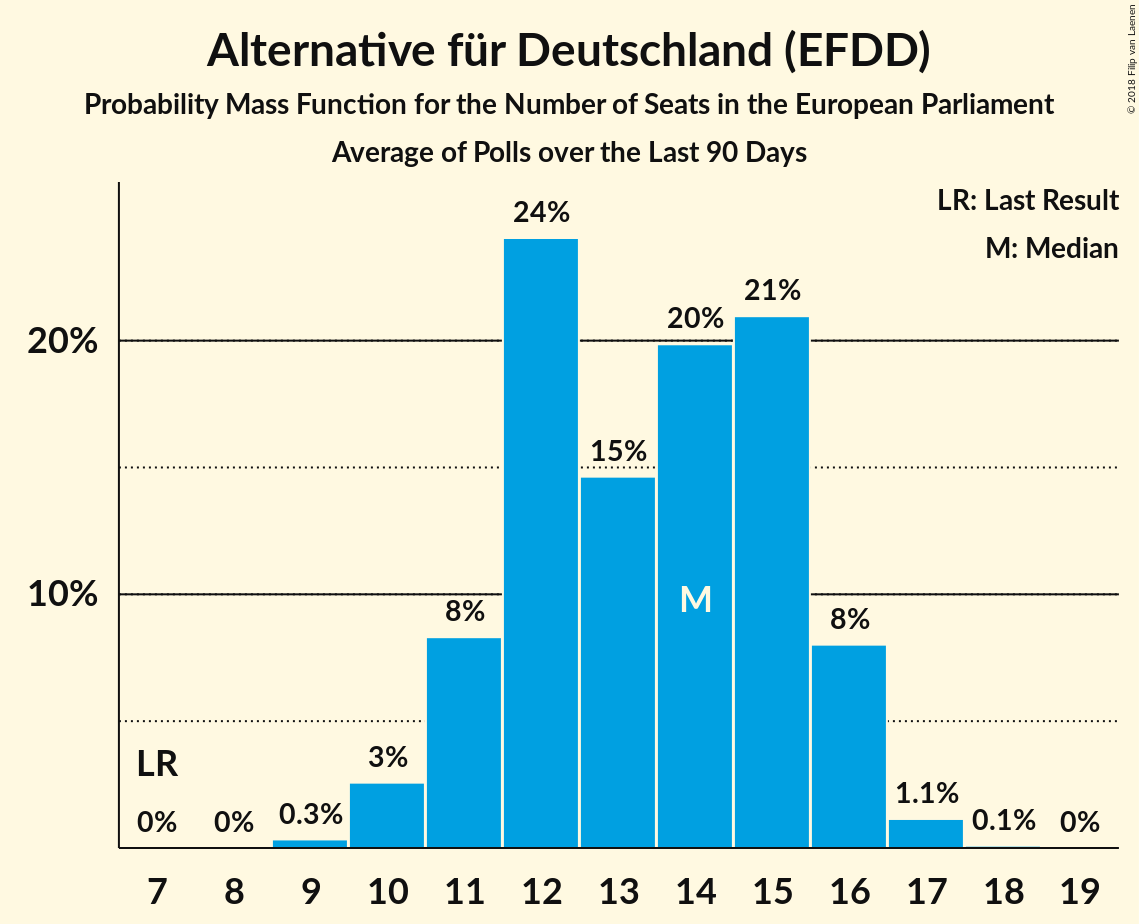 Alternative für Deutschland (EFDD)
Probability Mass Function for the Number of Seats in the European Parliament
Average of Polls over the Last 90 Days
© 2018 Filip van Laenen
LR: Last Result
M: Median
24%
21%
20%
20%
15%
M
10%
8%
8%
LR
3%
1.1%
0% 0% 0.3% 0.1% 0%
7 8 9 10 11 12 13 14 15 16 17 18 19